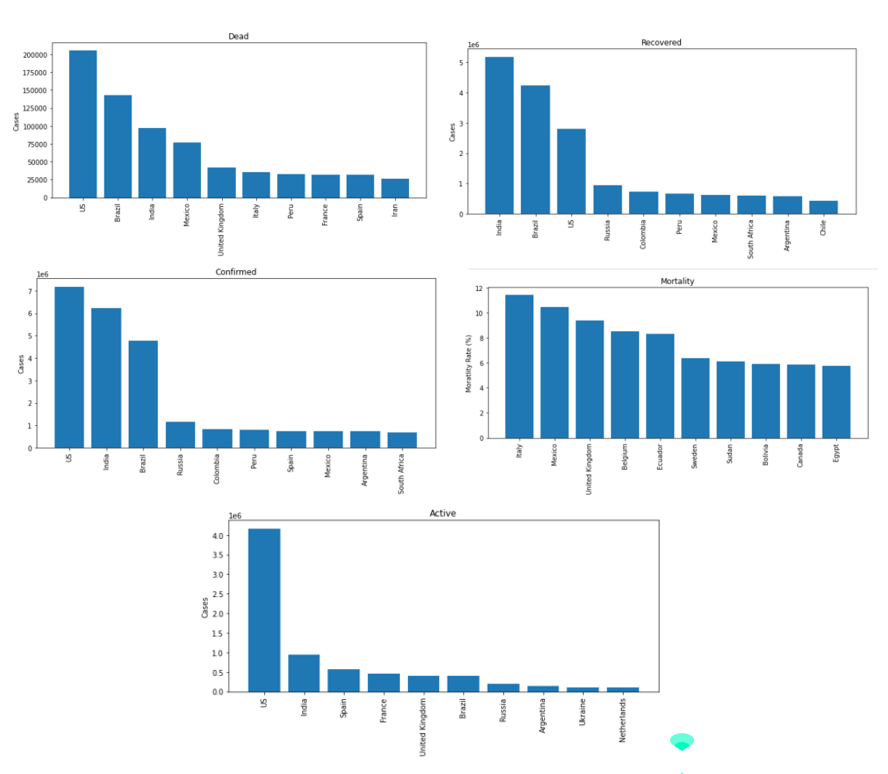 Dead
Cases
200000
175000
150000
125000
100000
75000
50000
25000
0
US
Brazil
India
Mexico
United Kingdom
Italy
Peru
France
Spain
Iran
Recovered
1e6
Cases
5
4
3
2
1
0
India
Brazil
US
Russia
Colombia
Peru
Mexico
South Africa
Argentina
Chile
Confirmed
1e6
Cases
7
6
5
4
3
2
1
0
US
India
Brazil
Russia
Colombia
Peru
Spain
Mexico
Argentina
South Africa
Mortality
Moratlity Rate (%)
12
10
8
6
4
2
0
Italy
Mexico
United Kingdom
Belgium
Ecuador
Sweden
Sudan
Bolivia
Canada
Egypt
Active
1e6
Cases
4.0
3.5
3.0
2.5
2.0
1.5
1.0
0.5
0.0
US
India
Spain
France
United Kingdom
Brazil
Russia
Argentina
Ukraine
Netherlands